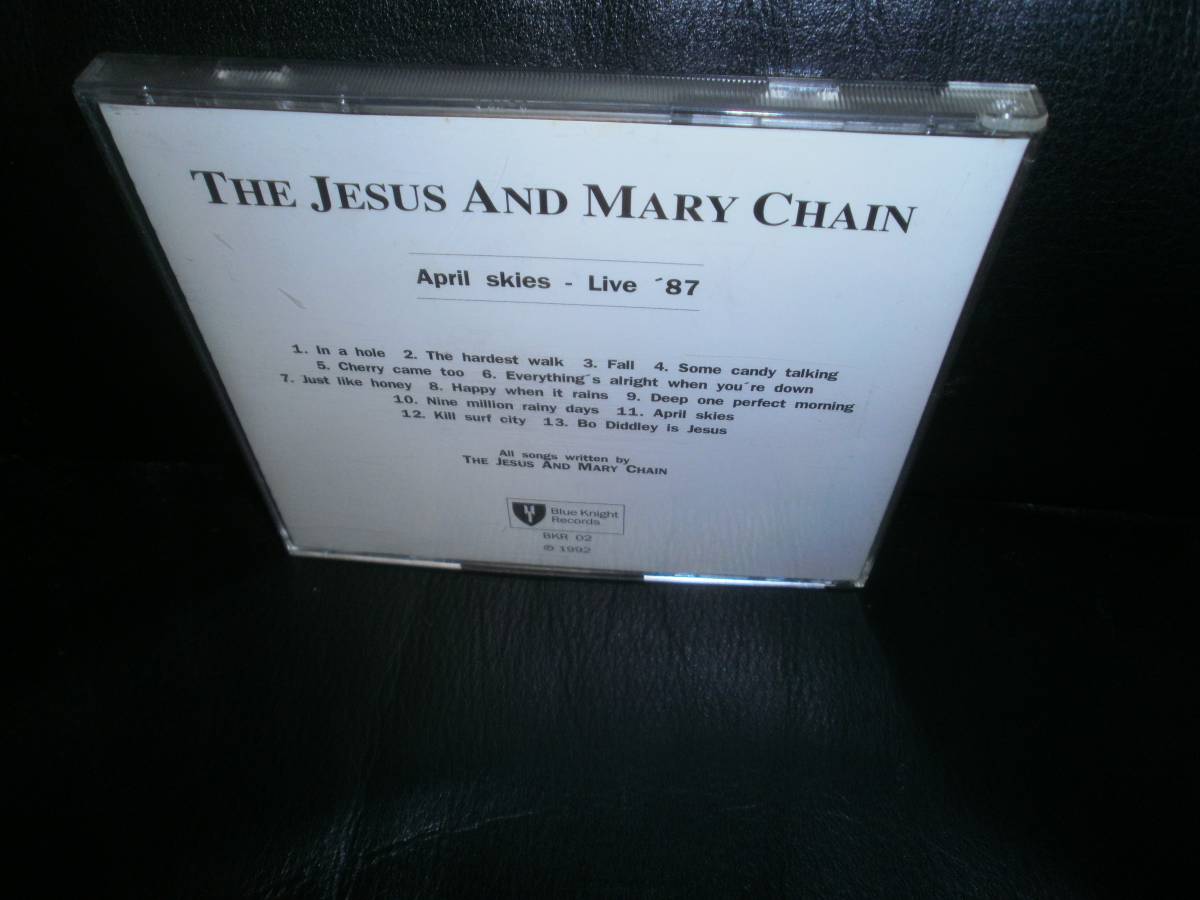 THE JESUS AND MARY CHAIN
April skies - Live ´87
1. In a hole 2. The hardest walk 3. Fall 4. Some candy talking
5. Cherry came too 6. Everything´s alright when you´re down
7. Just like honey 8. Happy when it rains 9. Deep one perfect morning
10. Nine million rainy days 11. April skies
12. Kill surf city 13. Bo Diddley is Jesus
All songs written by
THE JESUS AND MARY CHAIN
Blue Knight
Records
BKR 02
℗ 1992